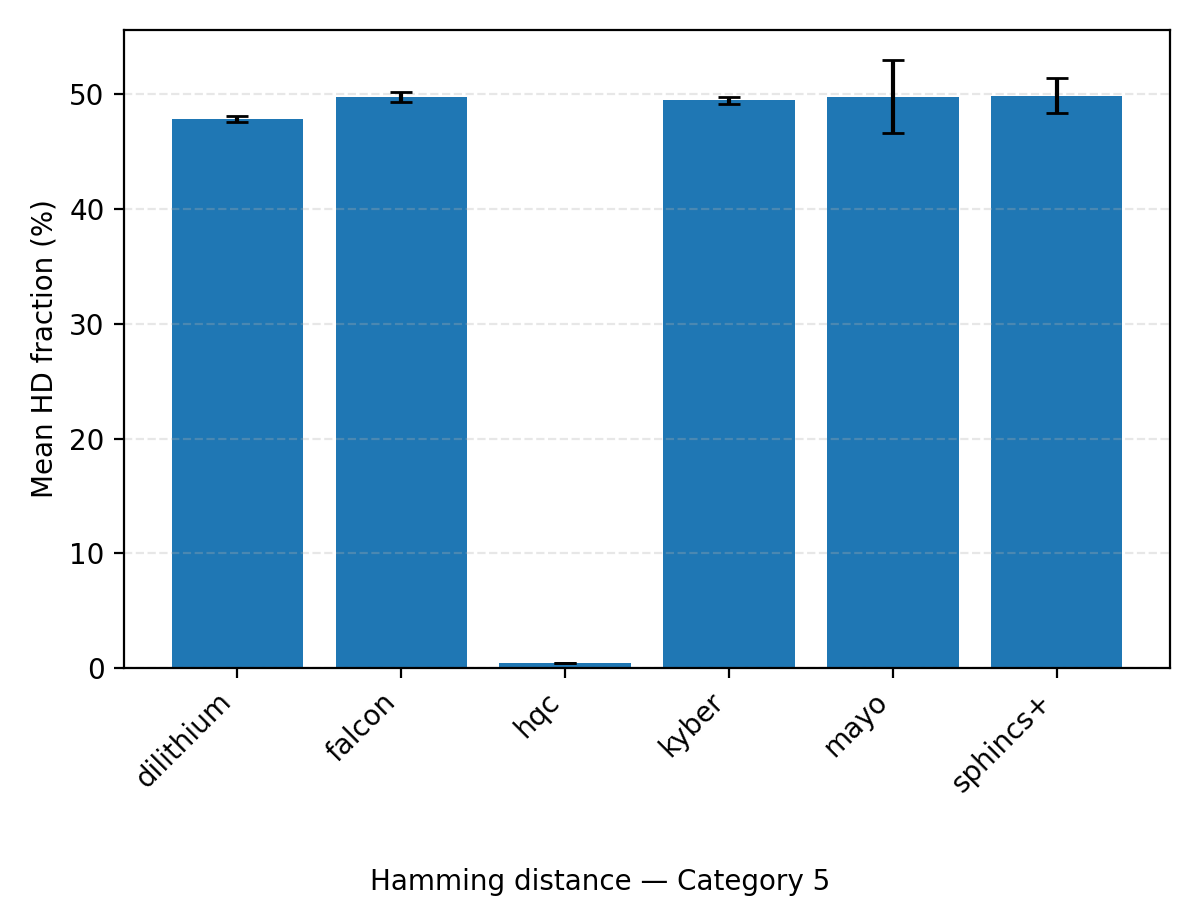 Mean HD fraction (%)
50
40
30
20
10
0
dilithium
falcon
hqc
kyber
mayo
sphincs+
Hamming distance — Category 5